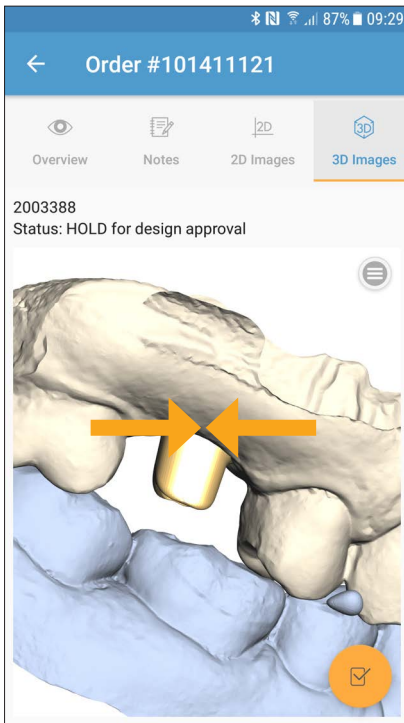 87% 09:29
Order #101411121
2D 3D
Overview Notes 2D Images 3D Images
2003388
Status: HOLD for design approval